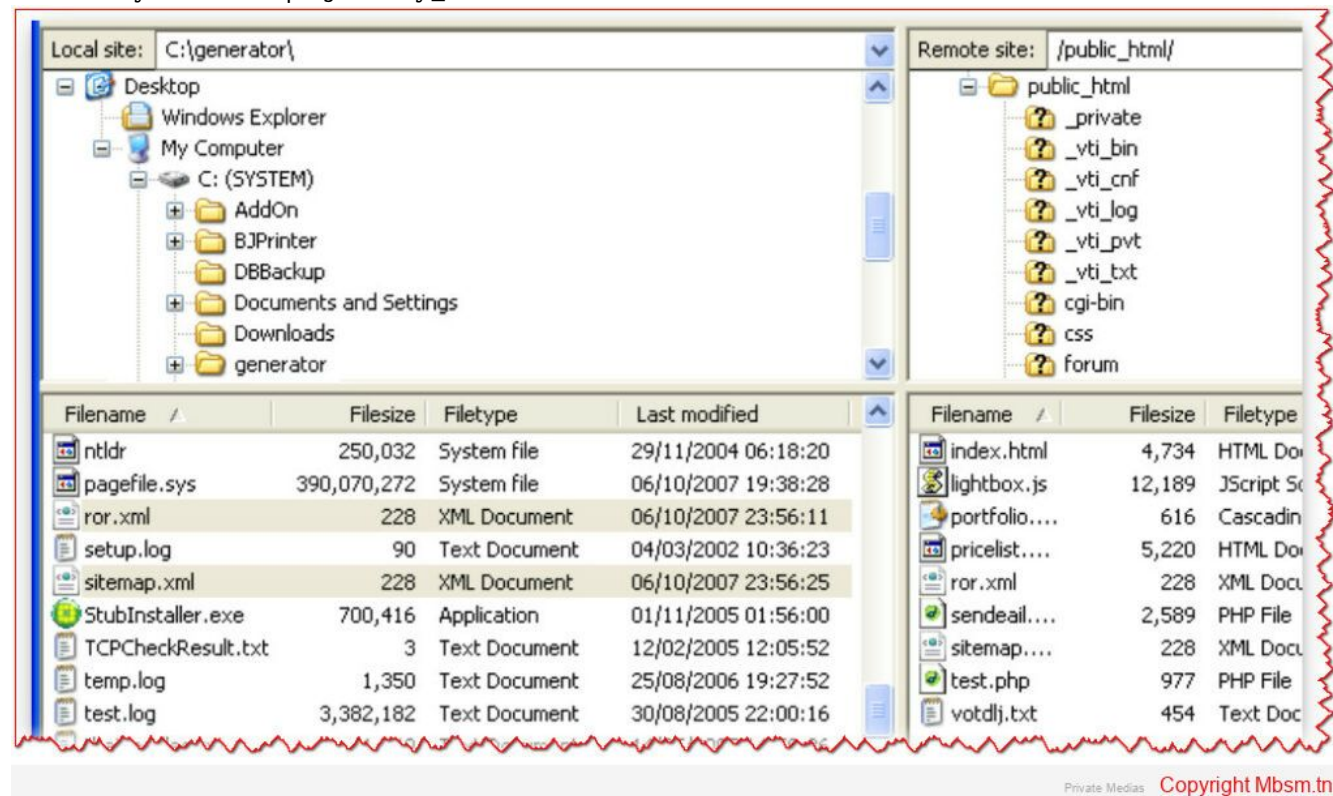 Local site: C:\generator\
Desktop
Windows Explorer
My Computer
C: (SYSTEM)
AddOn
BJPrinter
DBBackup
Documents and Settings
Downloads
generator
Remote site: /public_html/
public_html
_private
_vti_bin
_vti_cnf
_vti_log
_vti_pvt
_vti_txt
cgi-bin
css
forum
Filename Filesize Filetype Last modified
ntldr 250,032 System file 29/11/2004 06:18:20
pagefile.sys 390,070,272 System file 06/10/2007 19:38:28
ror.xml 228 XML Document 06/10/2007 23:56:11
setup.log 90 Text Document 04/03/2002 10:36:23
sitemap.xml 228 XML Document 06/10/2007 23:56:25
StubInstaller.exe 700,416 Application 01/11/2005 01:56:00
TCPCheckResult.txt 3 Text Document 12/02/2005 12:05:52
temp.log 1,350 Text Document 25/08/2006 19:27:52
test.log 3,382,182 Text Document 30/08/2005 22:00:16
Filename Filesize Filetype
index.html 4,734 HTML Do
lightbox.js 12,189 JScript Sc
portfolio.... 616 Cascadin
pricelist.... 5,220 HTML Do
ror.xml 228 XML Docu
sendeail.... 2,589 PHP File
sitemap.... 228 XML Docu
test.php 977 PHP File
votdlj.txt 454 Text Doc
Private Medias Copyright Mbsm.tn